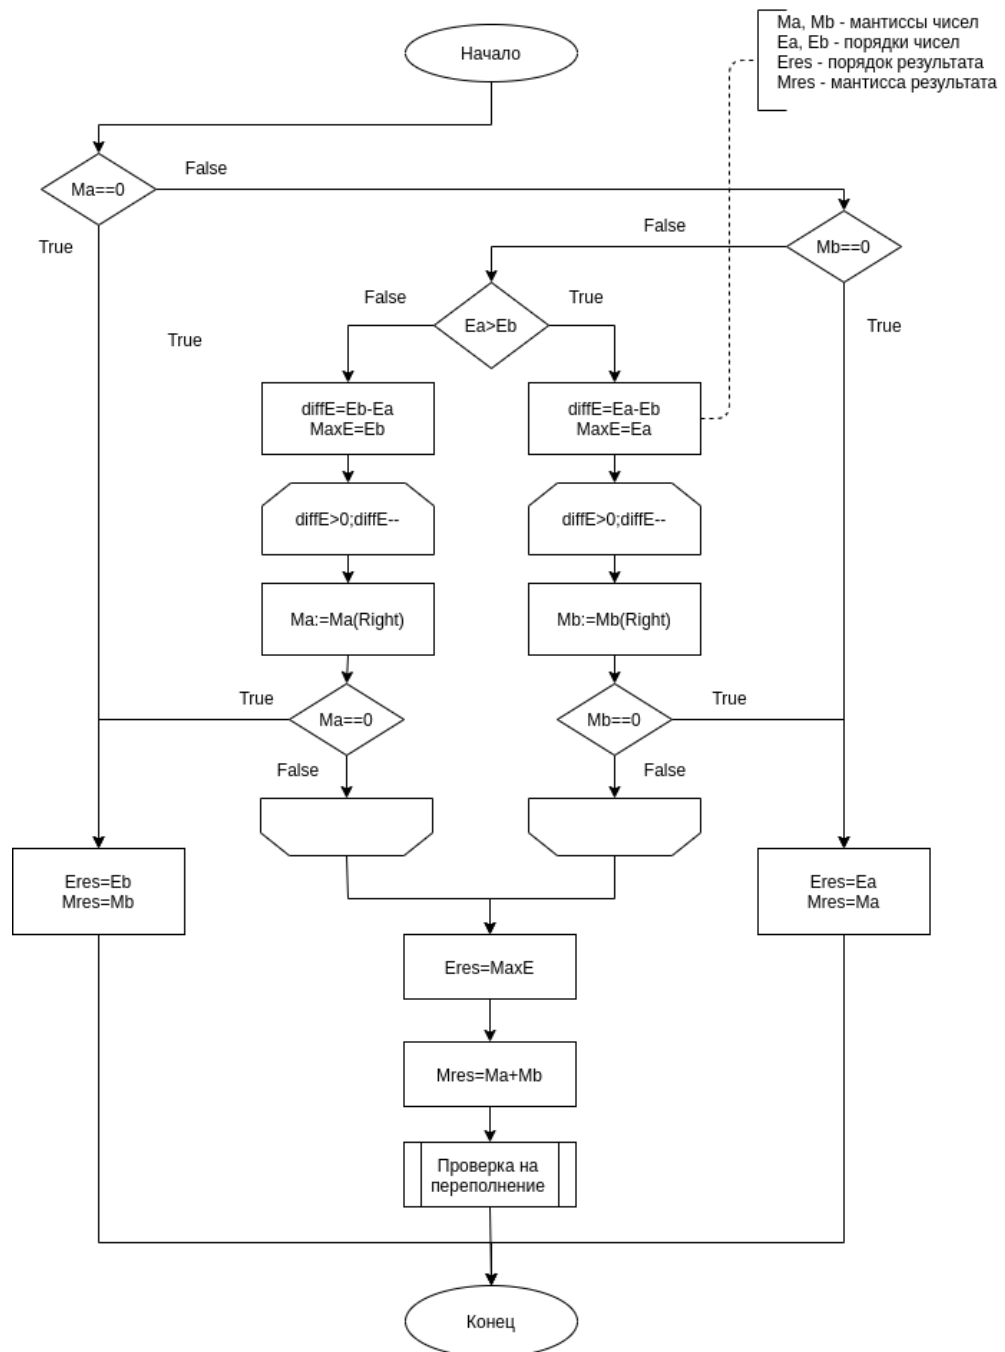 Начало
Ma, Mb - мантиссы чисел
Ea, Eb - порядки чисел
Eres - порядок результата
Mres - мантисса результата
False
Ma==0
True
False
Mb==0
False
True
Ea>Eb
True
True
diffE=Eb-Ea
MaxE=Eb
diffE=Ea-Eb
MaxE=Ea
diffE>0;diffE--
diffE>0;diffE--
Ma:=Ma(Right)
Mb:=Mb(Right)
True
Ma==0
True
Mb==0
False
False
Eres=Eb
Mres=Mb
Eres=Ea
Mres=Ma
Eres=MaxE
Mres=Ma+Mb
Проверка на
переполнение
Конец